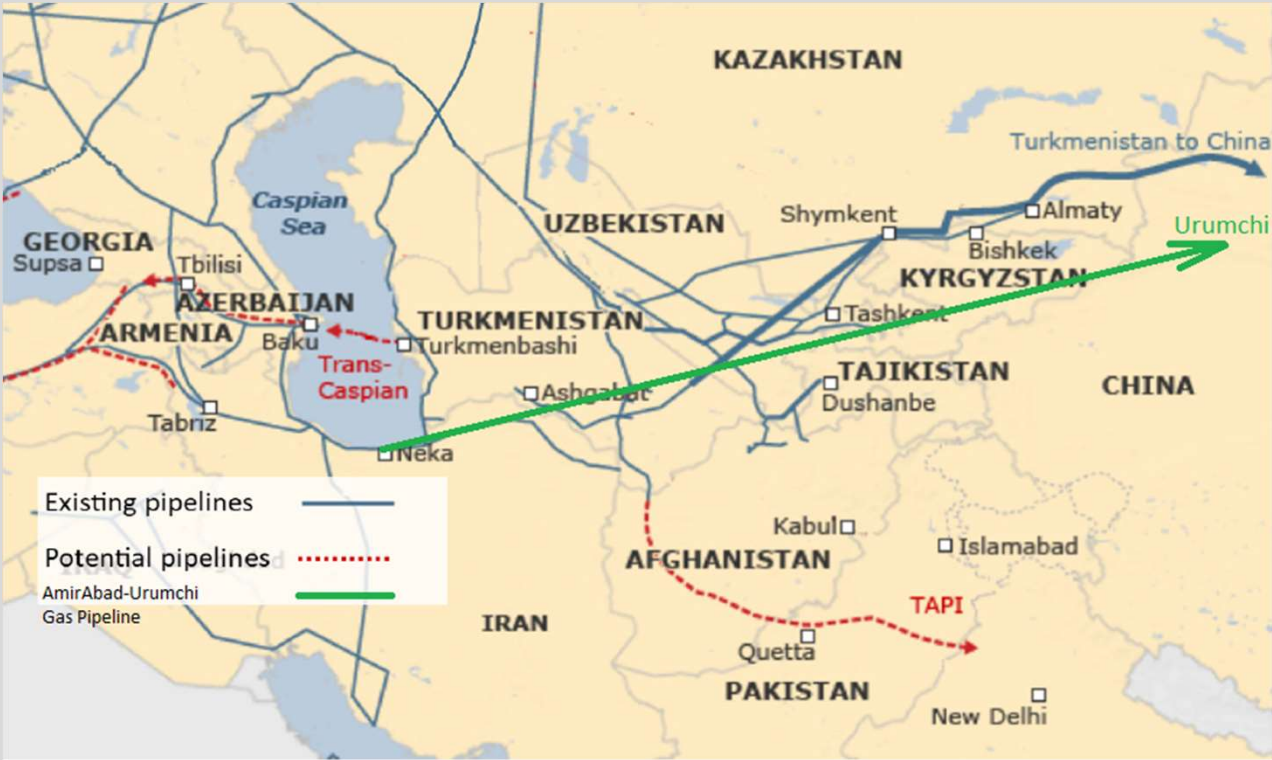 KAZAKHSTAN
Turkmenistan to China
Caspian
Sea
UZBEKISTAN
Shymkent
Almaty
Urumchi
GEORGIA
Supsa
Tbilisi
Bishkek
KYRGYZSTAN
AZERBAIJAN
ARMENIA
Baku
TURKMENISTAN
Turkmenbashi
Tashkent
Trans-
Caspian
Ashgabat
TAJIKISTAN
Dushanbe
CHINA
Tabriz
Neka
Existing pipelines
Potential pipelines
AmirAbad-Urumchi
Gas Pipeline
IRAQ
Kabul
Islamabad
AFGHANISTAN
TAPI
IRAN
Quetta
PAKISTAN
New Delhi